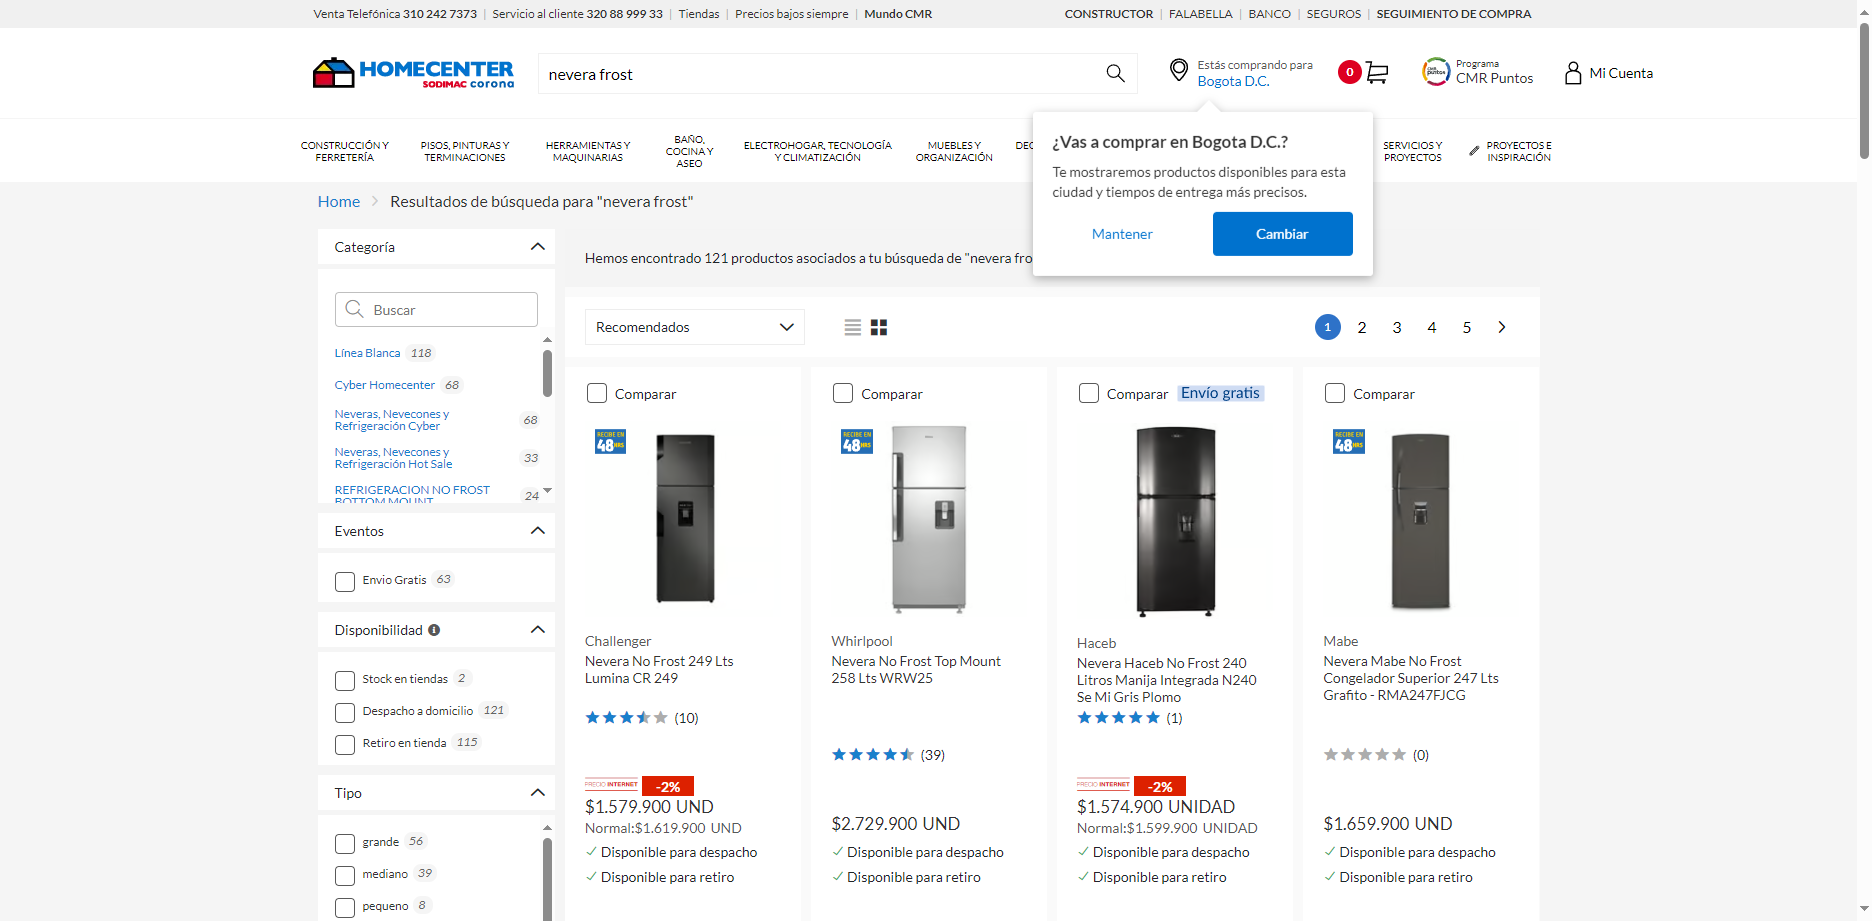 Venta Telefónica 310 242 7373 | Servicio al cliente 320 88 999 33 | Tiendas | Precios bajos siempre | Mundo CMR
CONSTRUCTOR | FALABELLA | BANCO | SEGUROS | SEGUIMIENTO DE COMPRA
HOMECENTER
SODIMAC corona
nevera frost
Estás comprando para
Bogota D.C.
0
Programa
CMR Puntos
Mi Cuenta
CONSTRUCCIÓN Y
FERRETERÍA
PISOS, PINTURAS Y
TERMINACIONES
HERRAMIENTAS Y
MAQUINARIAS
BAÑO,
COCINA Y
ASEO
ELECTROHOGAR, TECNOLOGÍA
Y CLIMATIZACIÓN
MUEBLES Y
ORGANIZACIÓN
SERVICIOS Y
PROYECTOS
PROYECTOS E
INSPIRACIÓN
¿Vas a comprar en Bogota D.C.?
Te mostraremos productos disponibles para esta
ciudad y tiempos de entrega más precisos.
Mantener
Cambiar
Home > Resultados de búsqueda para "nevera frost"
Categoría
Buscar
Línea Blanca 118
Cyber Homecenter 68
Neveras, Nevecones y
Refrigeración Cyber 68
Neveras, Nevecones y
Refrigeración Hot Sale 33
REFRIGERACION NO FROST
BOTTOM MOUNT 24
Eventos
Envio Gratis 63
Disponibilidad
Stock en tiendas 2
Despacho a domicilio 121
Retiro en tienda 115
Tipo
grande 56
mediano 39
pequeno 8
Hemos encontrado 121 productos asociados a tu búsqueda de "nevera fro
Recomendados
1 2 3 4 5
Comparar
RECIBE EN
48HRS
Challenger
Nevera No Frost 249 Lts
Lumina CR 249
(10)
PRECIO INTERNET -2%
$1.579.900 UND
Normal:$1.619.900 UND
Disponible para despacho
Disponible para retiro
Comparar
RECIBE EN
48HRS
Whirlpool
Nevera No Frost Top Mount
258 Lts WRW25
(39)
$2.729.900 UND
Disponible para despacho
Disponible para retiro
Comparar Envío gratis
Haceb
Nevera Haceb No Frost 240
Litros Manija Integrada N240
Se Mi Gris Plomo
(1)
PRECIO INTERNET -2%
$1.574.900 UNIDAD
Normal:$1.599.900 UNIDAD
Disponible para despacho
Disponible para retiro
Comparar
RECIBE EN
48HRS
Mabe
Nevera Mabe No Frost
Congelador Superior 247 Lts
Grafito - RMA247FJCG
(0)
$1.659.900 UND
Disponible para despacho
Disponible para retiro